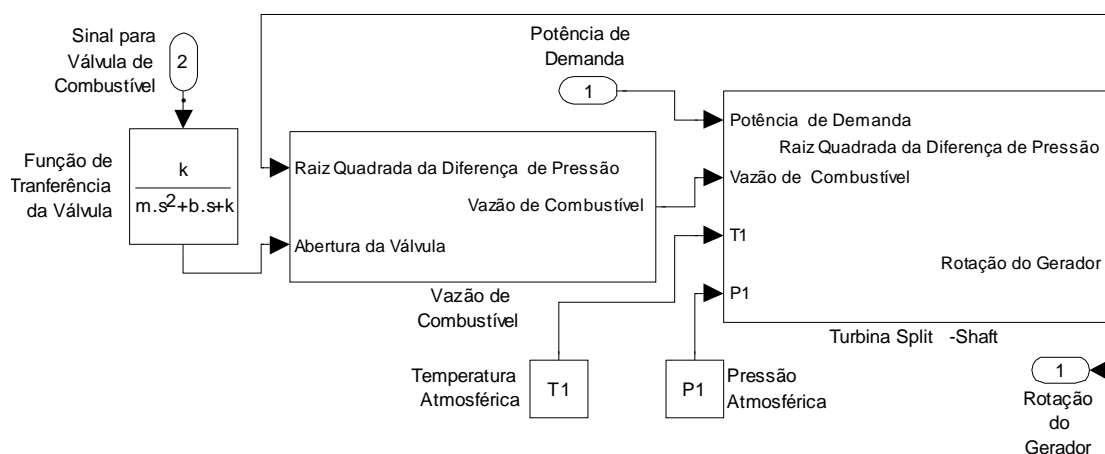 Sinal para
Válvula de
Combustível
2
Potência de
Demanda
1
Função de
Tranferência
da Válvula
k
m.s²+b.s+k
Raiz Quadrada da Diferença de Pressão
Vazão de Combustível
Abertura da Válvula
Vazão de
Combustível
Potência de Demanda
Raiz Quadrada da Diferença de Pressão
Vazão de Combustível
T1
Rotação do Gerador
P1
Turbina Split -Shaft
Temperatura
Atmosférica
T1
P1
Pressão
Atmosférica
1
Rotação
do
Gerador